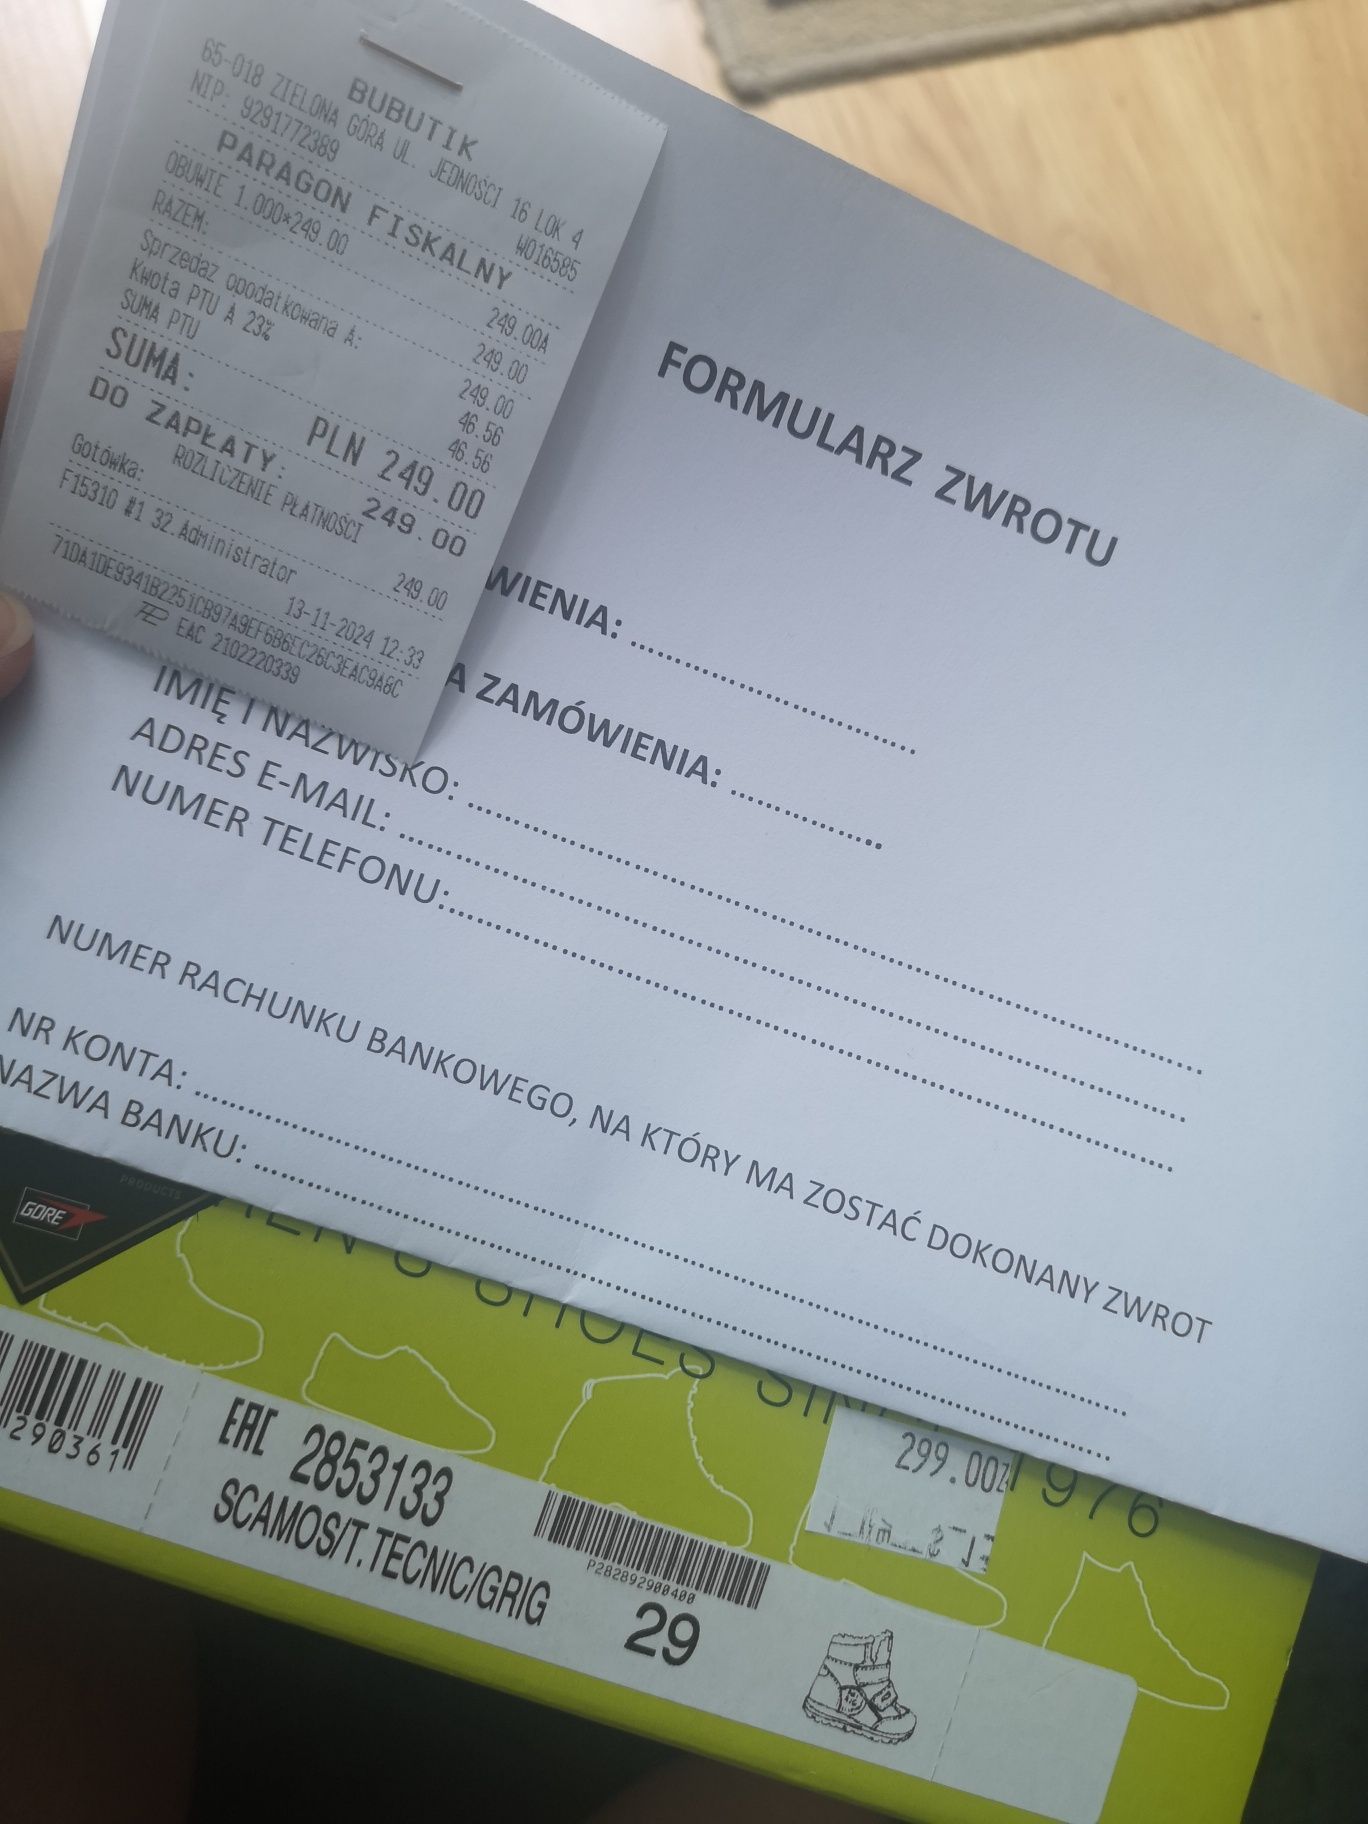 BUBUTIK
65-018 ZIELONA GÓRA UL. JEDNOŚCI 16 LOK 4
NIP: 9291772389 W016585
PARAGON FISKALNY
OBUWIE 1.000*249.00 249.00A
RAZEM: 249.00
Sprzedaż opodatkowana A: 249.00
Kwota PTU A 23% 46.56
SUMA PTU 46.56
SUMA: PLN 249.00
DO ZAPŁATY: 249.00
ROZLICZENIE PŁATNOŚCI
Gotówka: 249.00
F15310 #1 32 Administrator 13-11-2024 12:33
71DA1DE9341B2251CB97A9EF6B6EC26C3EAC9A8C
EAC 2102220339
FORMULARZ ZWROTU
WIENIA: ........................
A ZAMÓWIENIA: ............
IMIĘ I NAZWISKO: ........................
ADRES E-MAIL: ........................
NUMER TELEFONU: ........................
NUMER RACHUNKU BANKOWEGO, NA KTÓRY MA ZOSTAĆ DOKONANY ZWROT
NR KONTA: ........................
NAZWA BANKU: ........................
PRODUCTS
GORE
SHOES
1976
299.00zł
290361
EAC 2853133
SCAMOS/T.TECNIC/GRIG
P282892900400
29